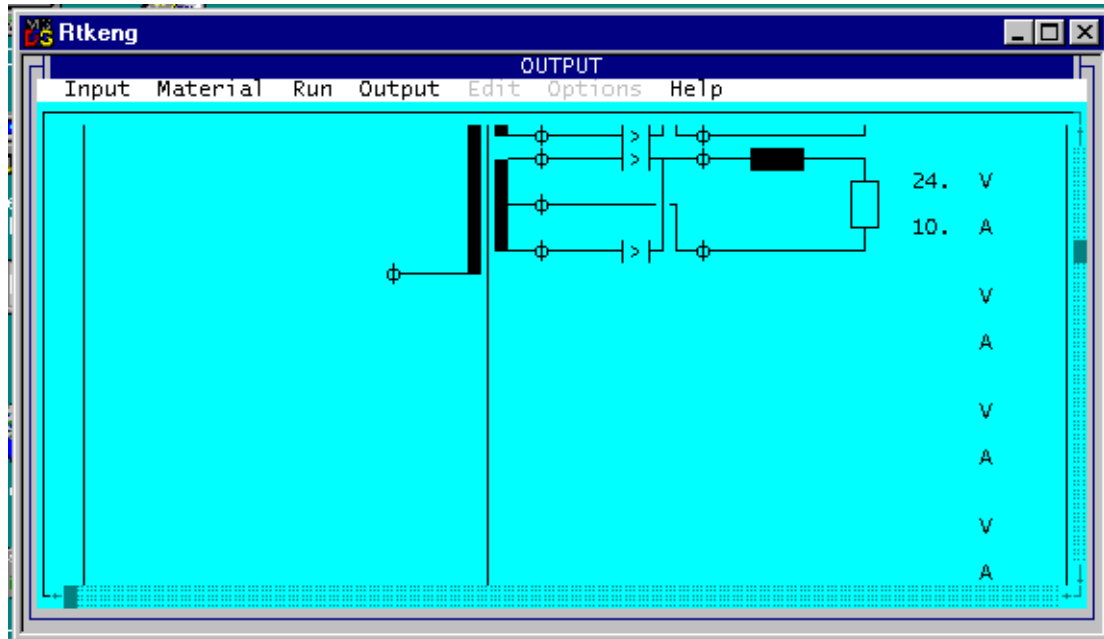 Rtkeng
OUTPUT
Input Material Run Output Edit Options Help
24. V
10. A
V
A
V
A
V
A